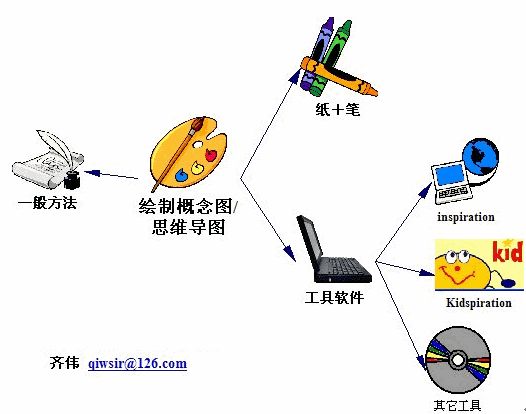 纸+笔
一般方法
绘制概念图/
思维导图
inspiration
kid
Kidspiration
工具软件
齐伟 qiwsir@126.com
其它工具